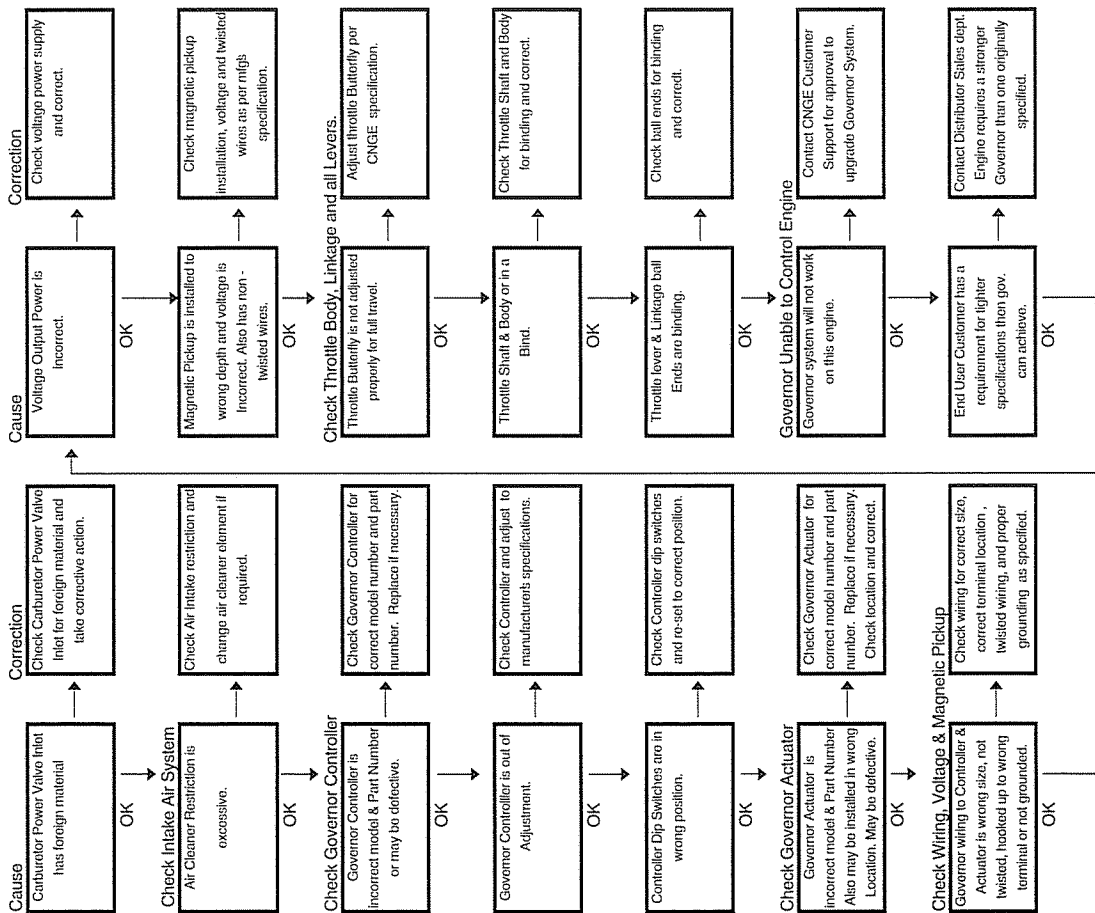 Cause
Correction
Carburetor Power Valve Inlet
has foreign material
Check Carburetor Power Valve
Inlet for foreign material and
take corrective action.
OK
Check Intake Air System
Air Cleaner Restriction is
excossive.
Check Air Intake restriction and
change air cleaner element if
required.
OK
Check Governor Controller
Governor Controller is
incorrect model & Part Number
or may be defective.
Check Governor Controller for
correct model number and part
number. Replace if necessary.
OK
Governor Controller is out of
Adjustment.
Check Controller and adjust to
manufacturers specifications.
OK
Controller Dip Switches are in
wrong position.
Check Controller dip switches
and re-set to correct position.
OK
Check Governor Actuator
Governor Actuator is
incorrect model & Part Number
Also may be installed in wrong
Location. May be defective.
Check Governor Actuator for
correct model number and part
number. Replace if necessary.
Check location and correct.
OK
Check Wiring, Voltage & Magnetic Pickup
Governor wiring to Controller &
Actuator is wrong size, not
twisted, hooked up to wrong
terminal or not grounded.
Check wiring for correct size,
correct terminal location ,
twisted wiring, and proper
grounding as specified.
OK
Cause
Correction
Voltage Output Power is
Incorrect.
Check voltage power supply
and correct.
OK
Magnetic Pickup is installed to
wrong depth and voltage is
Incorrect. Also has non -
twisted wires.
Check magnetic pickup
installation, voltage and twisted
wires as per mfgs
specification.
OK
Check Throttle Body, Linkage and all Levers.
Throttle Butterfly is not adjusted
properly for full travel.
Adjust throttle Butterfly per
CNGE specification.
OK
Throttle Shaft & Body or in a
Bind.
Check Throttle Shaft and Body
for binding and correct.
OK
Throttle lever & Linkage ball
Ends are binding.
Check ball ends for binding
and corredt.
OK
Governor Unable to Control Engine
Governor system will not work
on this engine.
Contact CNGE Customer
Support for approval to
upgrade Governor System.
OK
End User Customer has a
requirement for tighter
specifications then gov.
can achieve.
Contact Distributor Sales dept.
Engine requires a stronger
Governor than one originally
specified.
OK